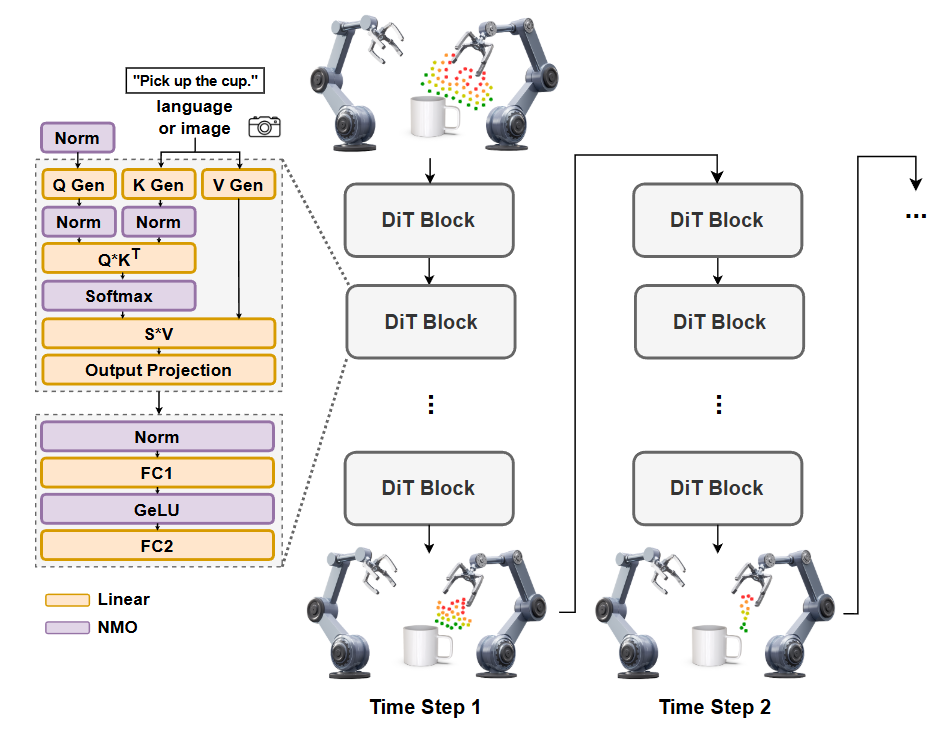 "Pick up the cup."
language
or image
Norm
Q Gen
K Gen
V Gen
Norm
Norm
Q*K^T
Softmax
S*V
Output Projection
Norm
FC1
GeLU
FC2
Linear
NMO
DiT Block
DiT Block
...
DiT Block
Time Step 1
DiT Block
DiT Block
...
DiT Block
Time Step 2
...